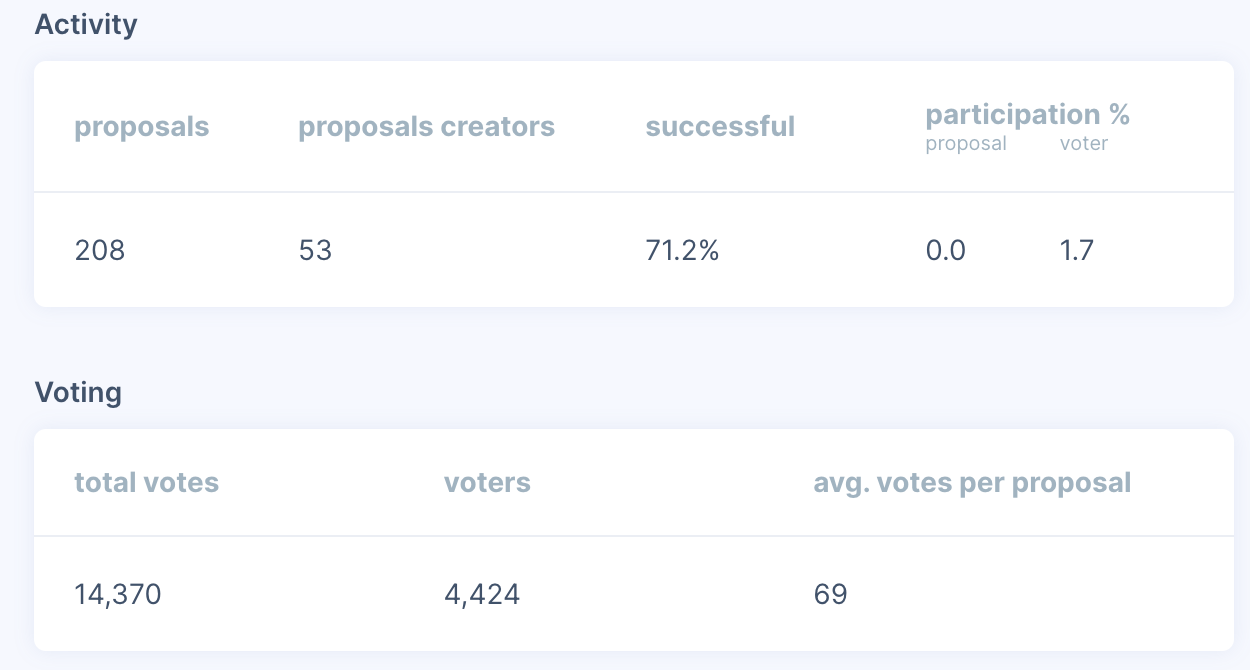 Activity
proposals proposals creators successful participation %
proposal voter
208 53 71.2% 0.0 1.7
Voting
total votes voters avg. votes per proposal
14,370 4,424 69